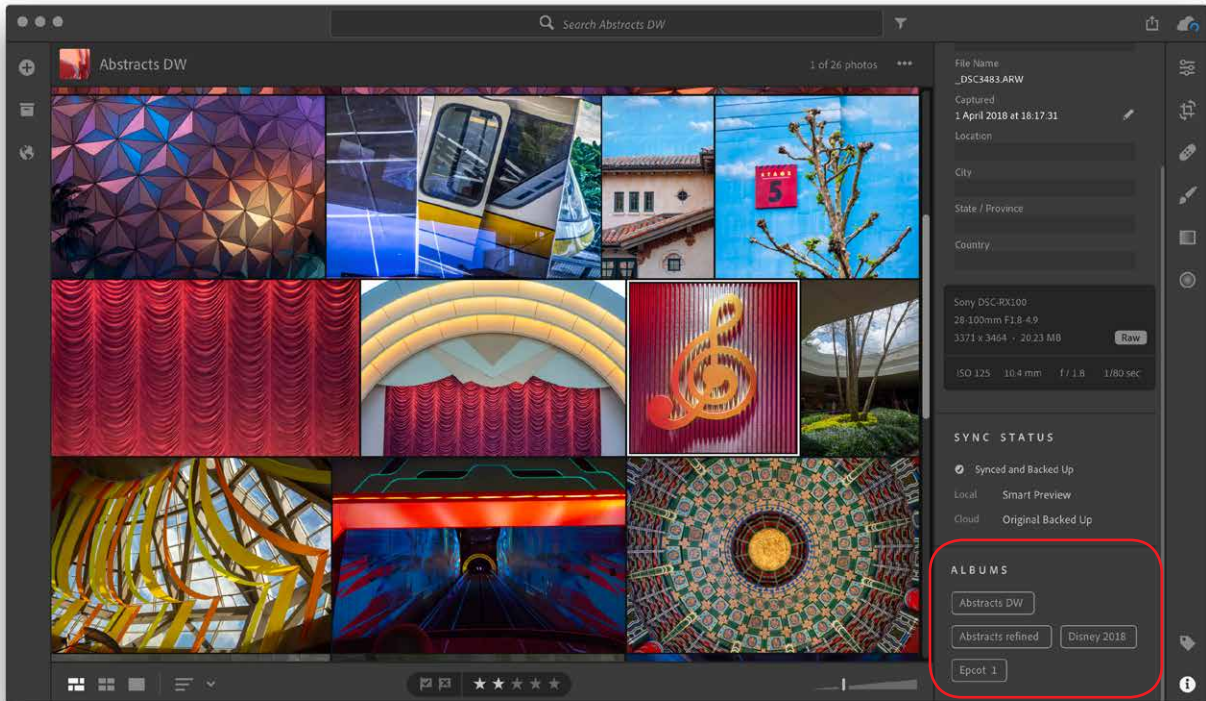 Search Abstracts DW
Abstracts DW
1 of 26 photos
STAGE
5
File Name
_DSC3483.ARW
Captured
1 April 2018 at 18:17:31
Location
City
State / Province
Country
Sony DSC-RX100
28-100mm F1.8-4.9
3371 x 3464 · 20.23 MB
Raw
ISO 125 10.4 mm f / 1.8 1/80 sec
SYNC STATUS
Synced and Backed Up
Local Smart Preview
Cloud Original Backed Up
ALBUMS
Abstracts DW
Abstracts refined Disney 2018
Epcot 1